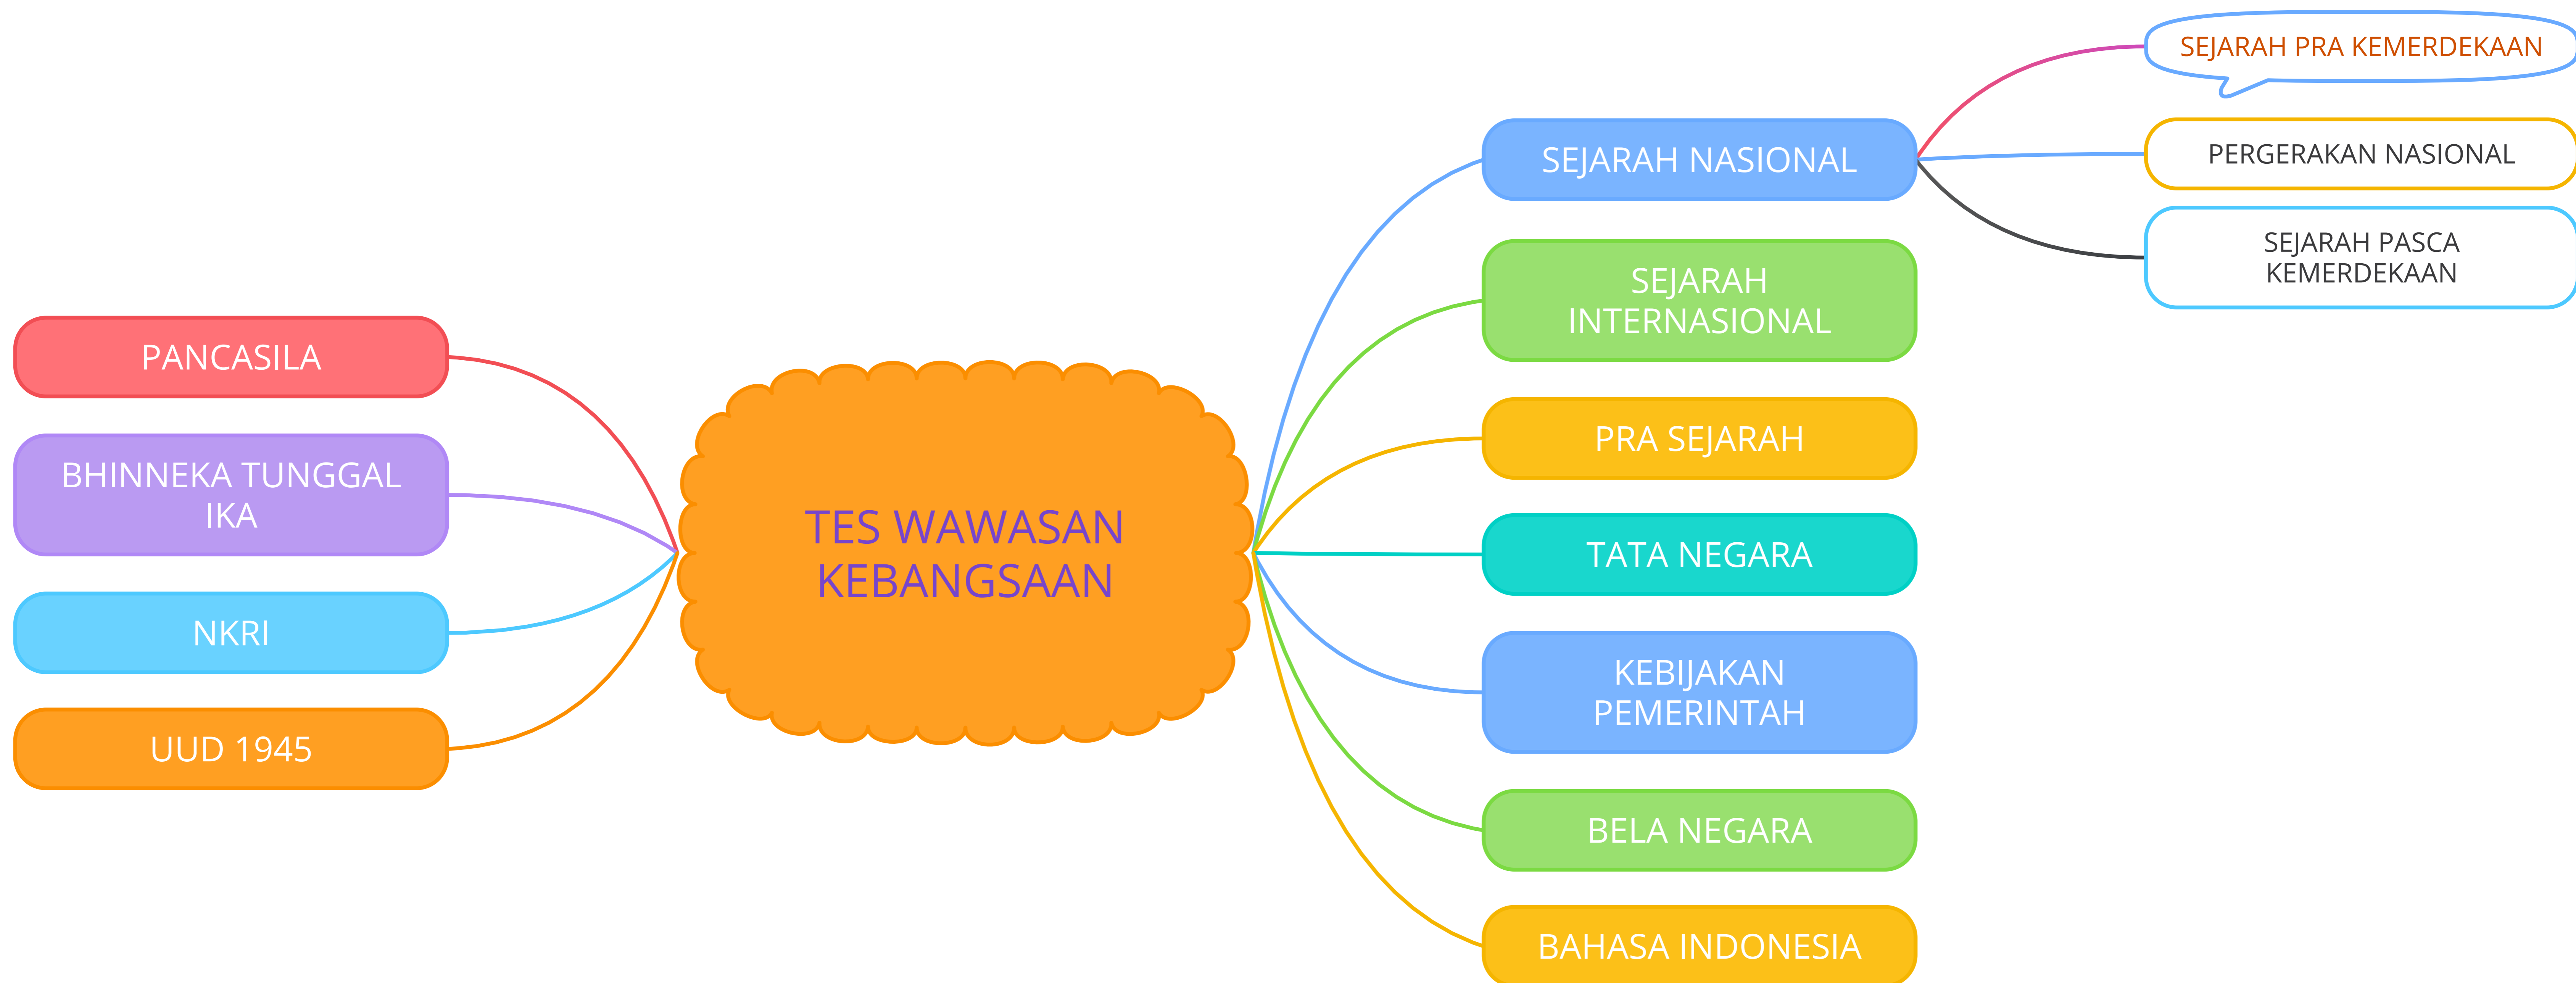 TES WAWASAN
KEBANGSAAN
PANCASILA
BHINNEKA TUNGGAL
IKA
NKRI
UUD 1945
SEJARAH NASIONAL
SEJARAH PRA KEMERDEKAAN
PERGERAKAN NASIONAL
SEJARAH PASCA
KEMERDEKAAN
SEJARAH
INTERNASIONAL
PRA SEJARAH
TATA NEGARA
KEBIJAKAN
PEMERINTAH
BELA NEGARA
BAHASA INDONESIA